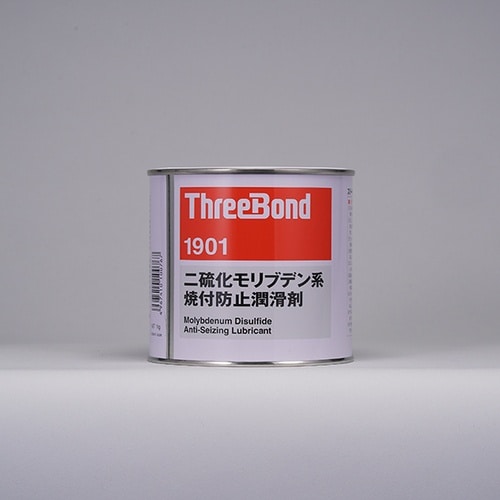 ThreeBond
1901
二硫化モリブデン系
焼付防止潤滑剤
Molybdenum Disulfide
Anti-Seizing Lubricant